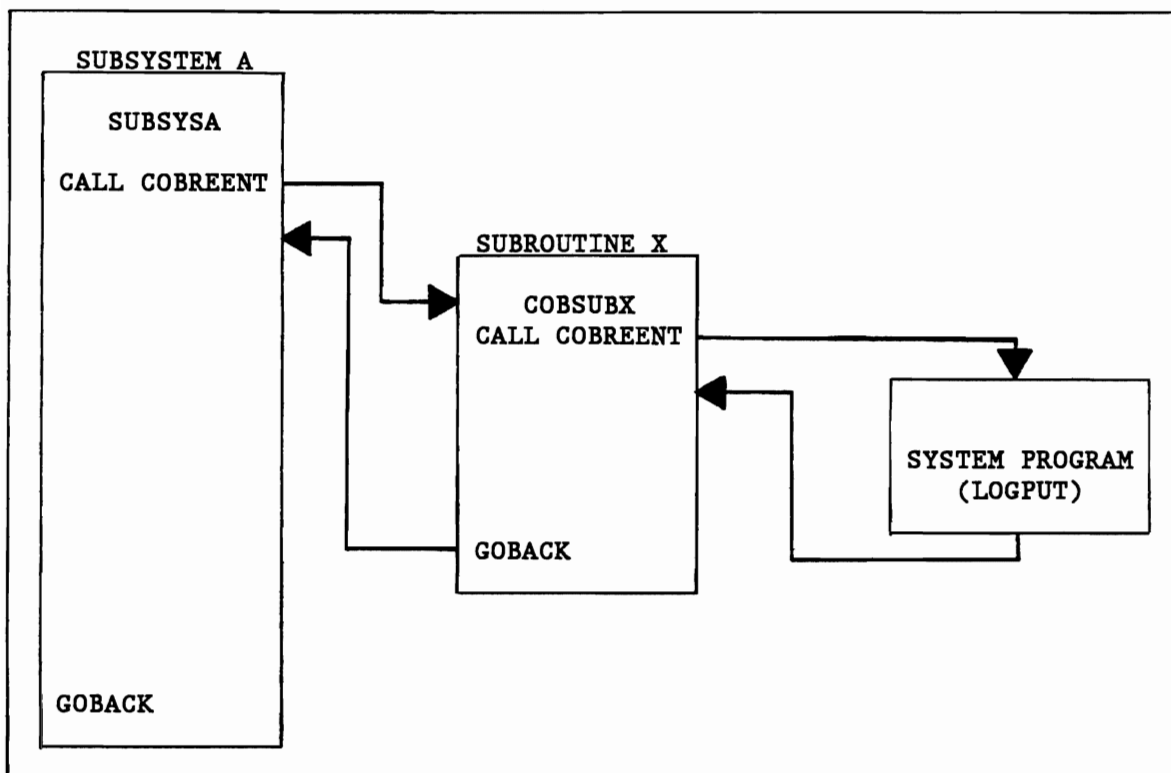 SUBSYSTEM A
SUBSYSA
CALL COBREENT
GOBACK
SUBROUTINE X
COBSUBX
CALL COBREENT
GOBACK
SYSTEM PROGRAM
(LOGPUT)